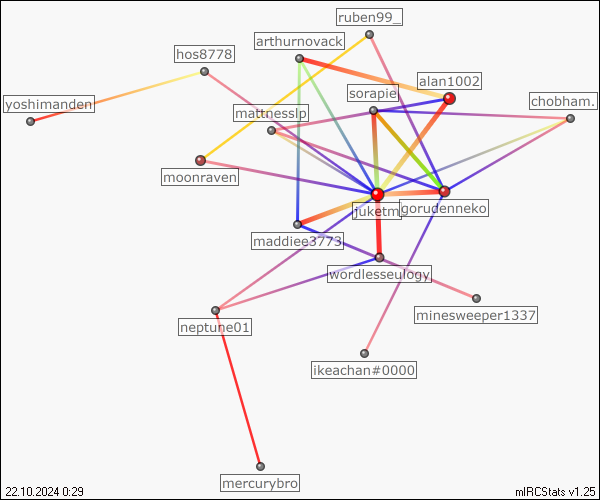 ruben99_
arthurnovack
hos8778
alan1002
sorapie
chobham.
yoshimanden
mattnesslp
moonraven
juketm
gorudenneko
maddiee3773
wordlesseulogy
minesweeper1337
neptune01
ikeachan#0000
mercurybro
22.10.2024 0:29
mIRCStats v1.25